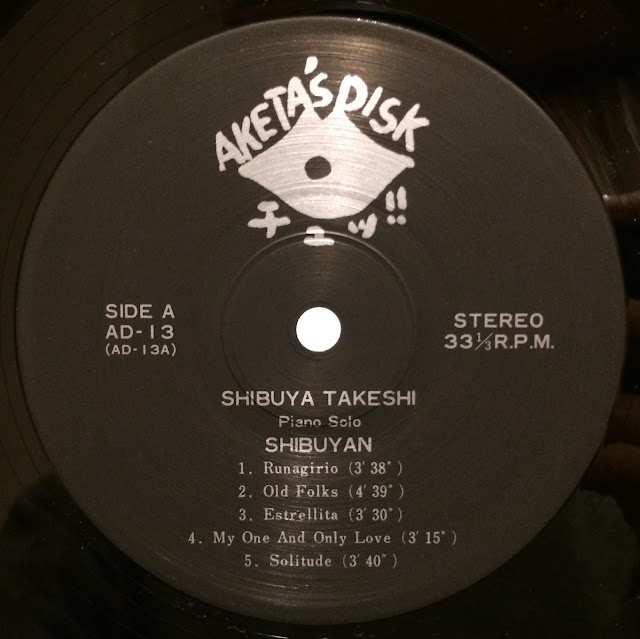 AKETA'S DISK
チュッ!!
SIDE A
AD-13
(AD-13A)
STEREO
33⅓R.P.M.
SHIBUYA TAKESHI
Piano Solo
SHIBUYAN
1. Runagirio (3' 38")
2. Old Folks (4' 39")
3. Estrellita (3' 30")
4. My One And Only Love (3' 15")
5. Solitude (3' 40")